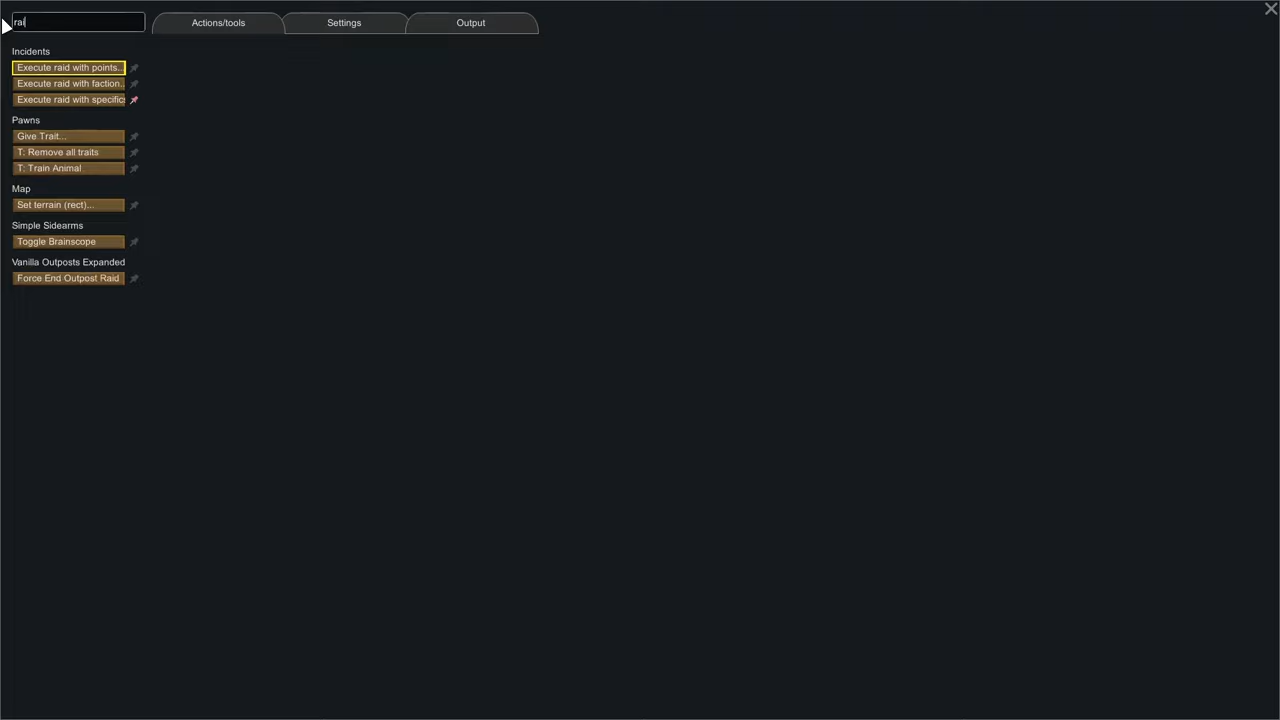 rai
Actions/tools
Settings
Output
Incidents
Execute raid with points...
Execute raid with faction...
Execute raid with specifics
Pawns
Give Trait...
T: Remove all traits
T: Train Animal
Map
Set terrain (rect)...
Simple Sidearms
Toggle Brainscope
Vanilla Outposts Expanded
Force End Outpost Raid